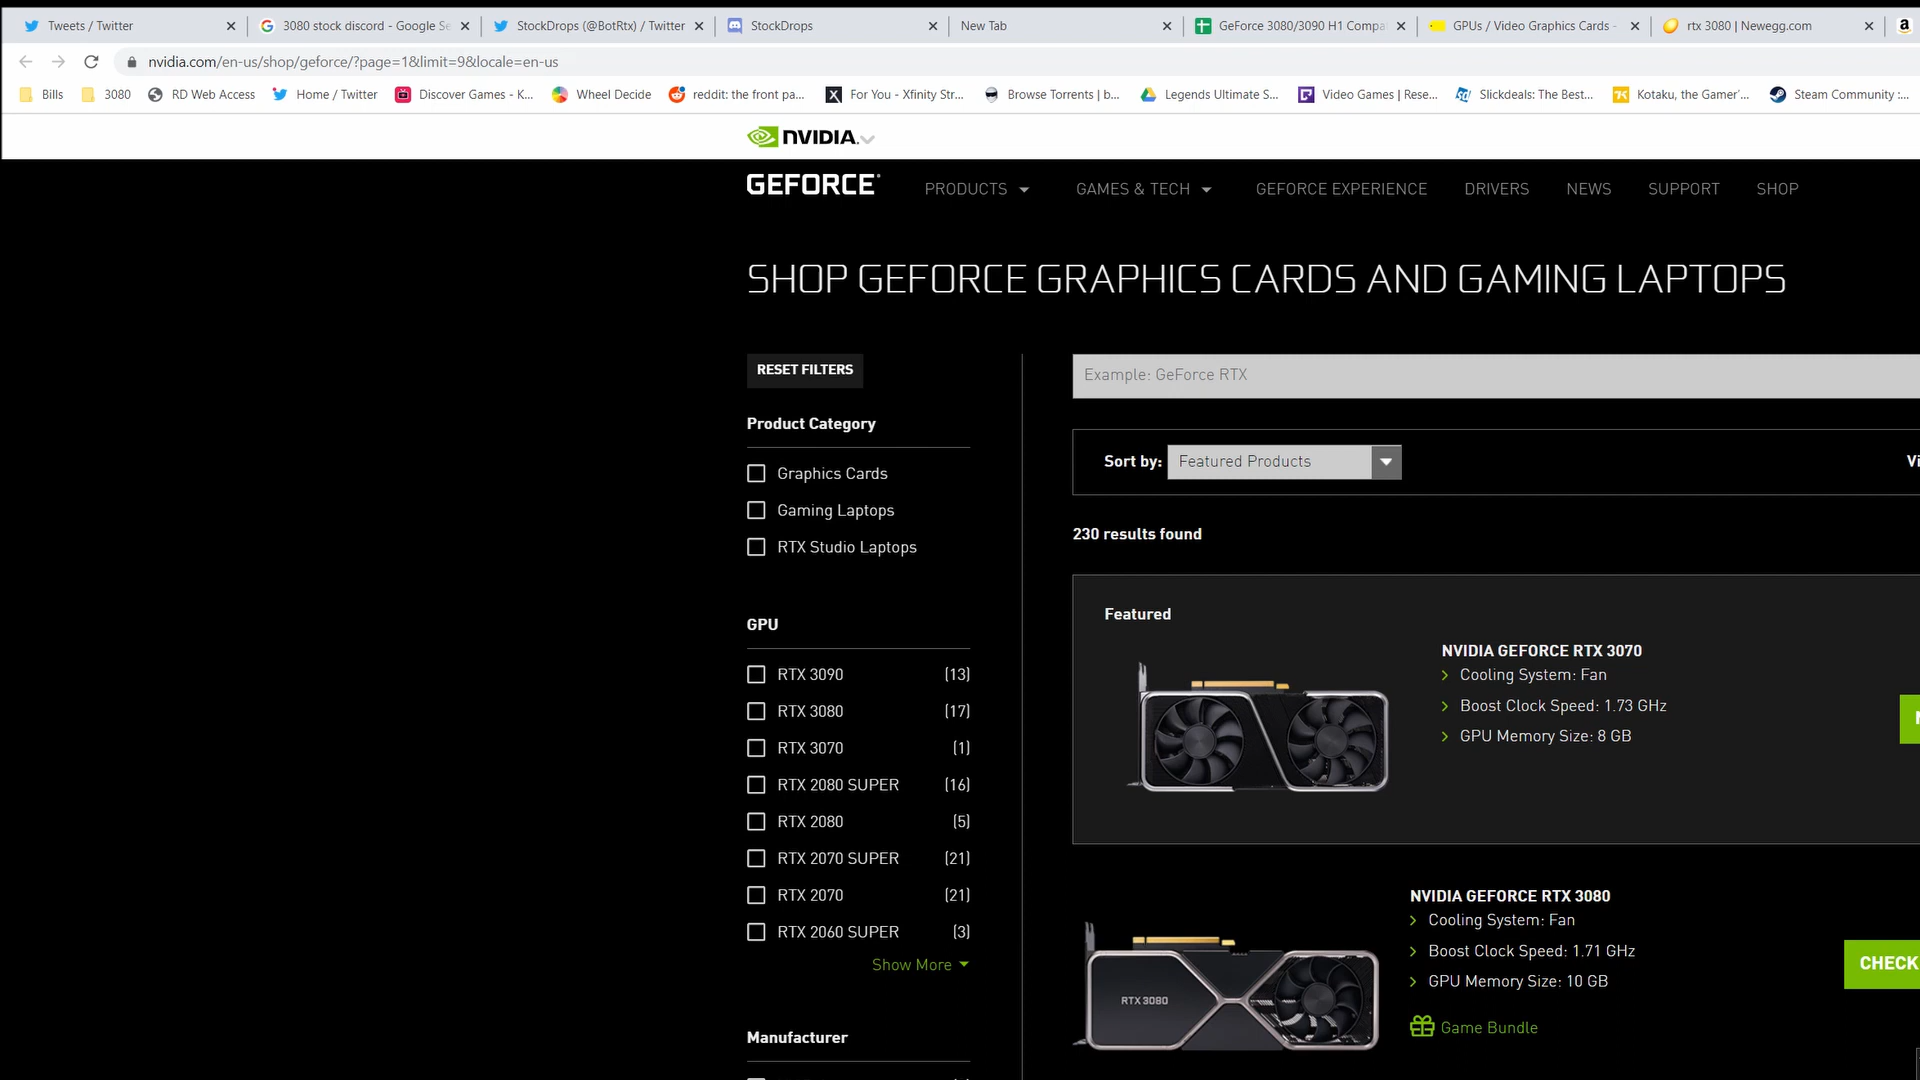 Tweets / Twitter
3080 stock discord - Google Se
StockDrops (@BotRtx) / Twitter
StockDrops
New Tab
GeForce 3080/3090 H1 Compa
GPUs / Video Graphics Cards -
rtx 3080 | Newegg.com
nvidia.com/en-us/shop/geforce/?page=1&limit=9&locale=en-us
Bills
3080
RD Web Access
Home / Twitter
Discover Games - K...
Wheel Decide
reddit: the front pa...
For You - Xfinity Str...
Browse Torrents | b...
Legends Ultimate S...
Video Games | Rese...
Slickdeals: The Best...
Kotaku, the Gamer'...
Steam Community :...
NVIDIA.
GEFORCE
PRODUCTS
GAMES & TECH
GEFORCE EXPERIENCE
DRIVERS
NEWS
SUPPORT
SHOP
SHOP GEFORCE GRAPHICS CARDS AND GAMING LAPTOPS
RESET FILTERS
Product Category
Graphics Cards
Gaming Laptops
RTX Studio Laptops
GPU
RTX 3090 (13)
RTX 3080 (17)
RTX 3070 (1)
RTX 2080 SUPER (16)
RTX 2080 (5)
RTX 2070 SUPER (21)
RTX 2070 (21)
RTX 2060 SUPER (3)
Show More
Manufacturer
Example: GeForce RTX
Sort by: Featured Products
Vi
230 results found
Featured
NVIDIA GEFORCE RTX 3070
Cooling System: Fan
Boost Clock Speed: 1.73 GHz
GPU Memory Size: 8 GB
NVIDIA GEFORCE RTX 3080
Cooling System: Fan
Boost Clock Speed: 1.71 GHz
GPU Memory Size: 10 GB
Game Bundle
CHECK
RTX 3080